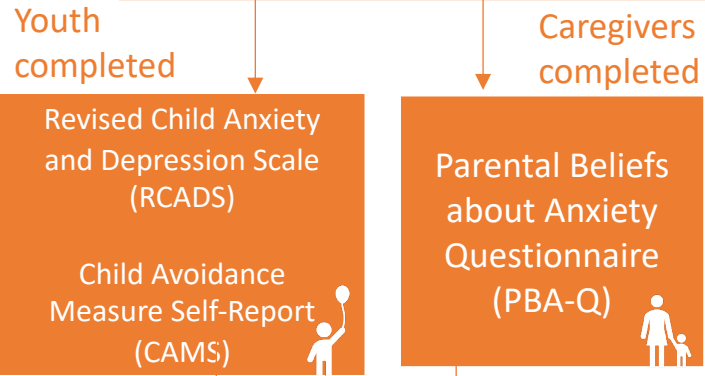 Youth
completed
Revised Child Anxiety
and Depression Scale
(RCADS)
Child Avoidance
Measure Self-Report
(CAMS)
Caregivers
completed
Parental Beliefs
about Anxiety
Questionnaire
(PBA-Q)